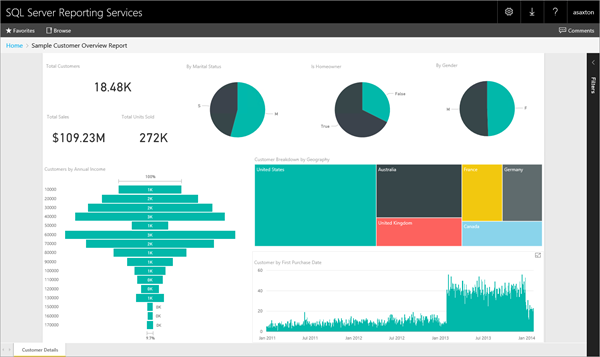 SQL Server Reporting Services
asaxton
Favorites Browse Comments
Home > Sample Customer Overview Report
Total Customers
18.48K
Total Sales
$109.23M
Total Units Sold
272K
By Marital Status
S
M
Is Homeowner
False
True
By Gender
M
F
Filters
Customers by Annual Income
100%
10000 1K
20000 2K
30000 2K
40000 3K
50000 1K
60000 3K
70000 2K
80000 1K
90000 1K
100000 1K
110000 1K
120000 0K
130000 1K
150000 0K
160000 0K
170000 0K
9.1%
Customer Breakdown by Geography
United States
Australia
United Kingdom
France
Germany
Canada
Customer by First Purchase Date
60
40
20
0
Jan 2011 Jul 2011 Jan 2012 Jul 2012 Jan 2013 Jul 2013 Jan 2014
Customer Details